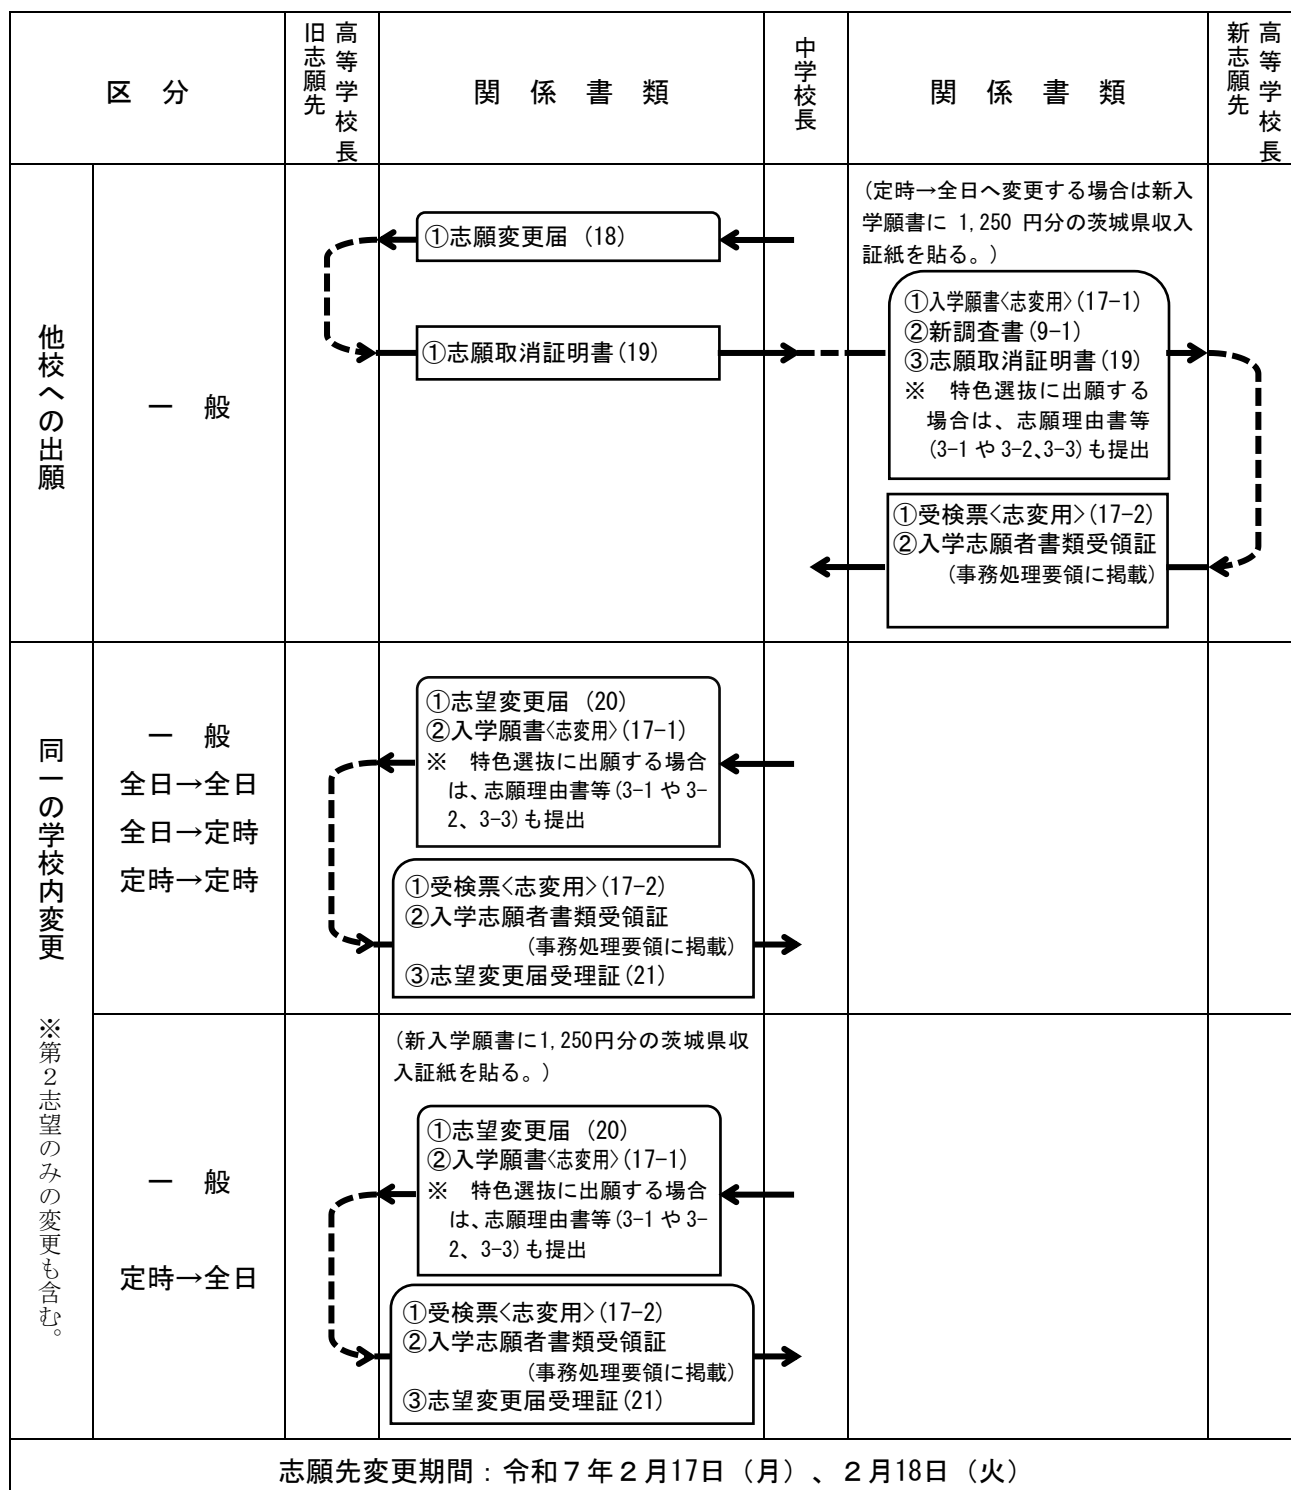 区　分
旧志願先
高等学校長
関　係　書　類
中学校長
関　係　書　類
新志願先
高等学校長
他校への出願
一　般
①志願変更届 (18)
①志願取消証明書(19)
(定時→全日へ変更する場合は新入
学願書に 1,250 円分の茨城県収入
証紙を貼る。)
①入学願書〈志変用〉(17-1)
②新調査書(9-1)
③志願取消証明書(19)
※　特色選抜に出願する
場合は、志願理由書等
(3-1 や 3-2、3-3)も提出
①受検票〈志変用〉(17-2)
②入学志願者書類受領証
(事務処理要領に掲載)
同一の学校内変更
※第２志望のみの変更も含む。
一　般
全日→全日
全日→定時
定時→定時
①志望変更届 (20)
②入学願書〈志変用〉(17-1)
※　特色選抜に出願する場合
は、志願理由書等(3-1 や 3-
2、3-3)も提出
①受検票〈志変用〉(17-2)
②入学志願者書類受領証
(事務処理要領に掲載)
③志望変更届受理証(21)
一　般
定時→全日
(新入学願書に1,250円分の茨城県収
入証紙を貼る。)
①志望変更届 (20)
②入学願書〈志変用〉(17-1)
※　特色選抜に出願する場合
は、志願理由書等(3-1 や 3-
2、3-3)も提出
①受検票〈志変用〉(17-2)
②入学志願者書類受領証
(事務処理要領に掲載)
③志望変更届受理証(21)
志願先変更期間：令和７年２月17日（月）、２月18日（火）